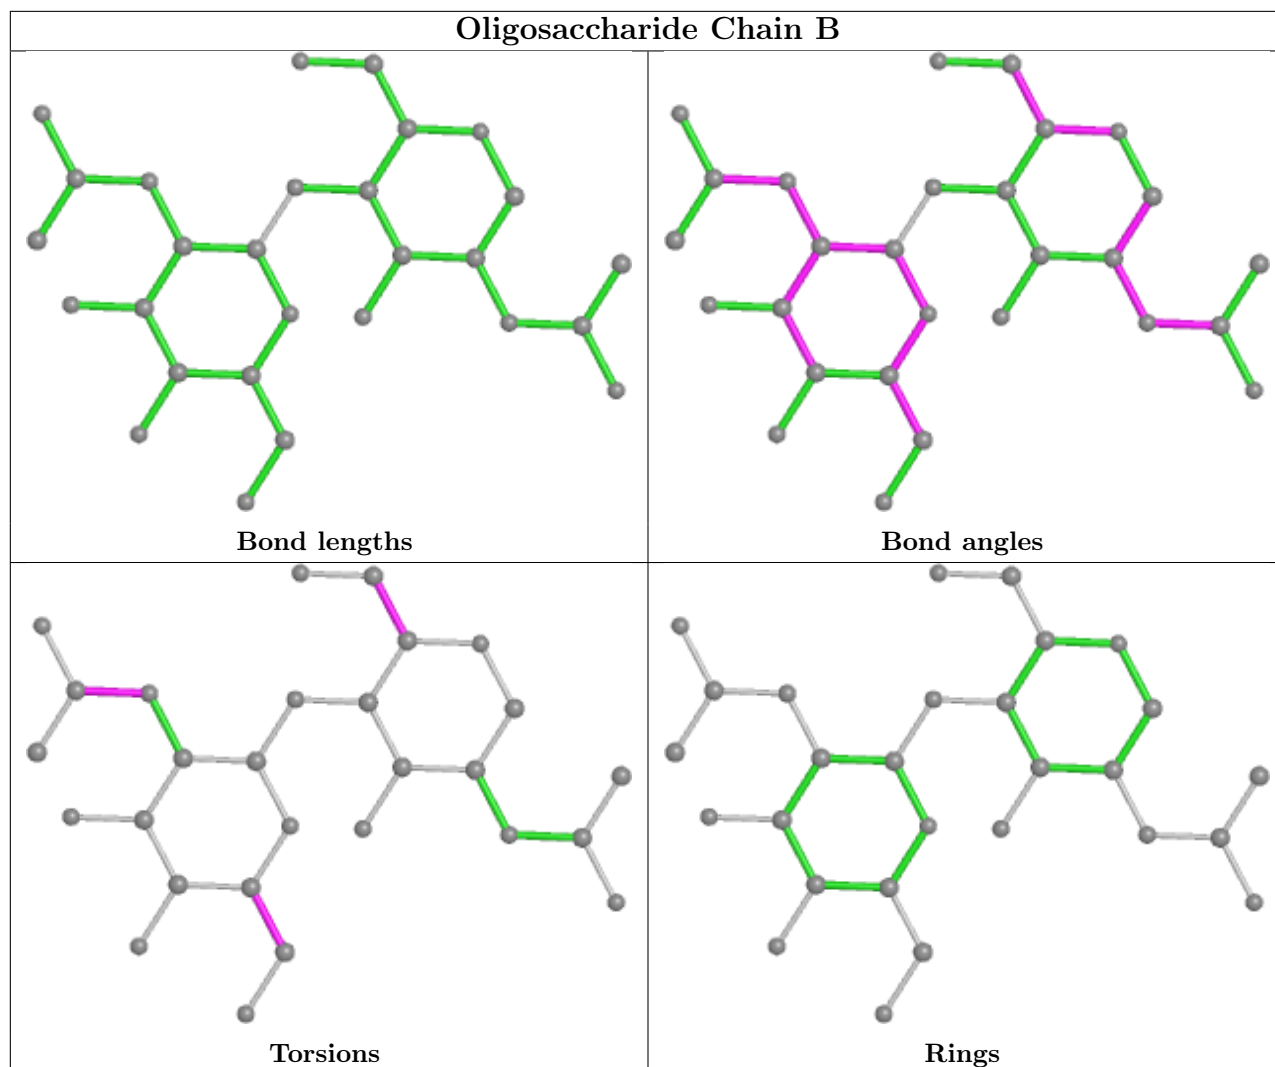 Oligosaccharide Chain B
Bond lengths
Bond angles
Torsions
Rings